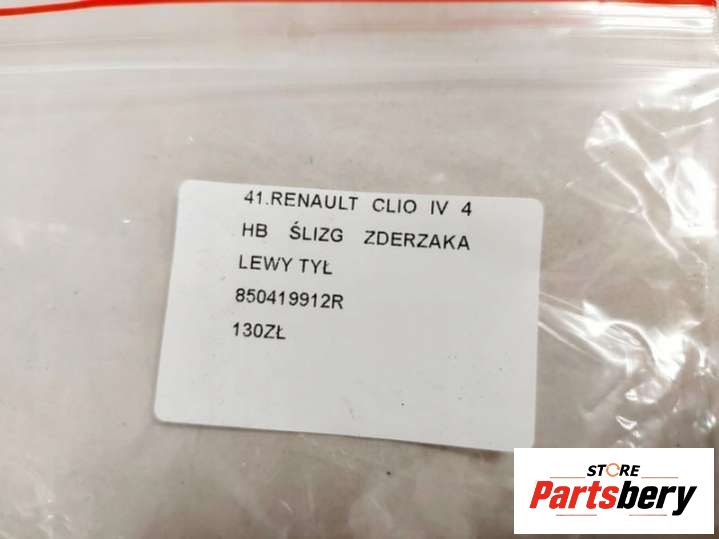 41.RENAULT CLIO IV 4
HB ŚLIZG ZDERZAKA
LEWY TYŁ
850419912R
130ZŁ
STORE
Partsbery